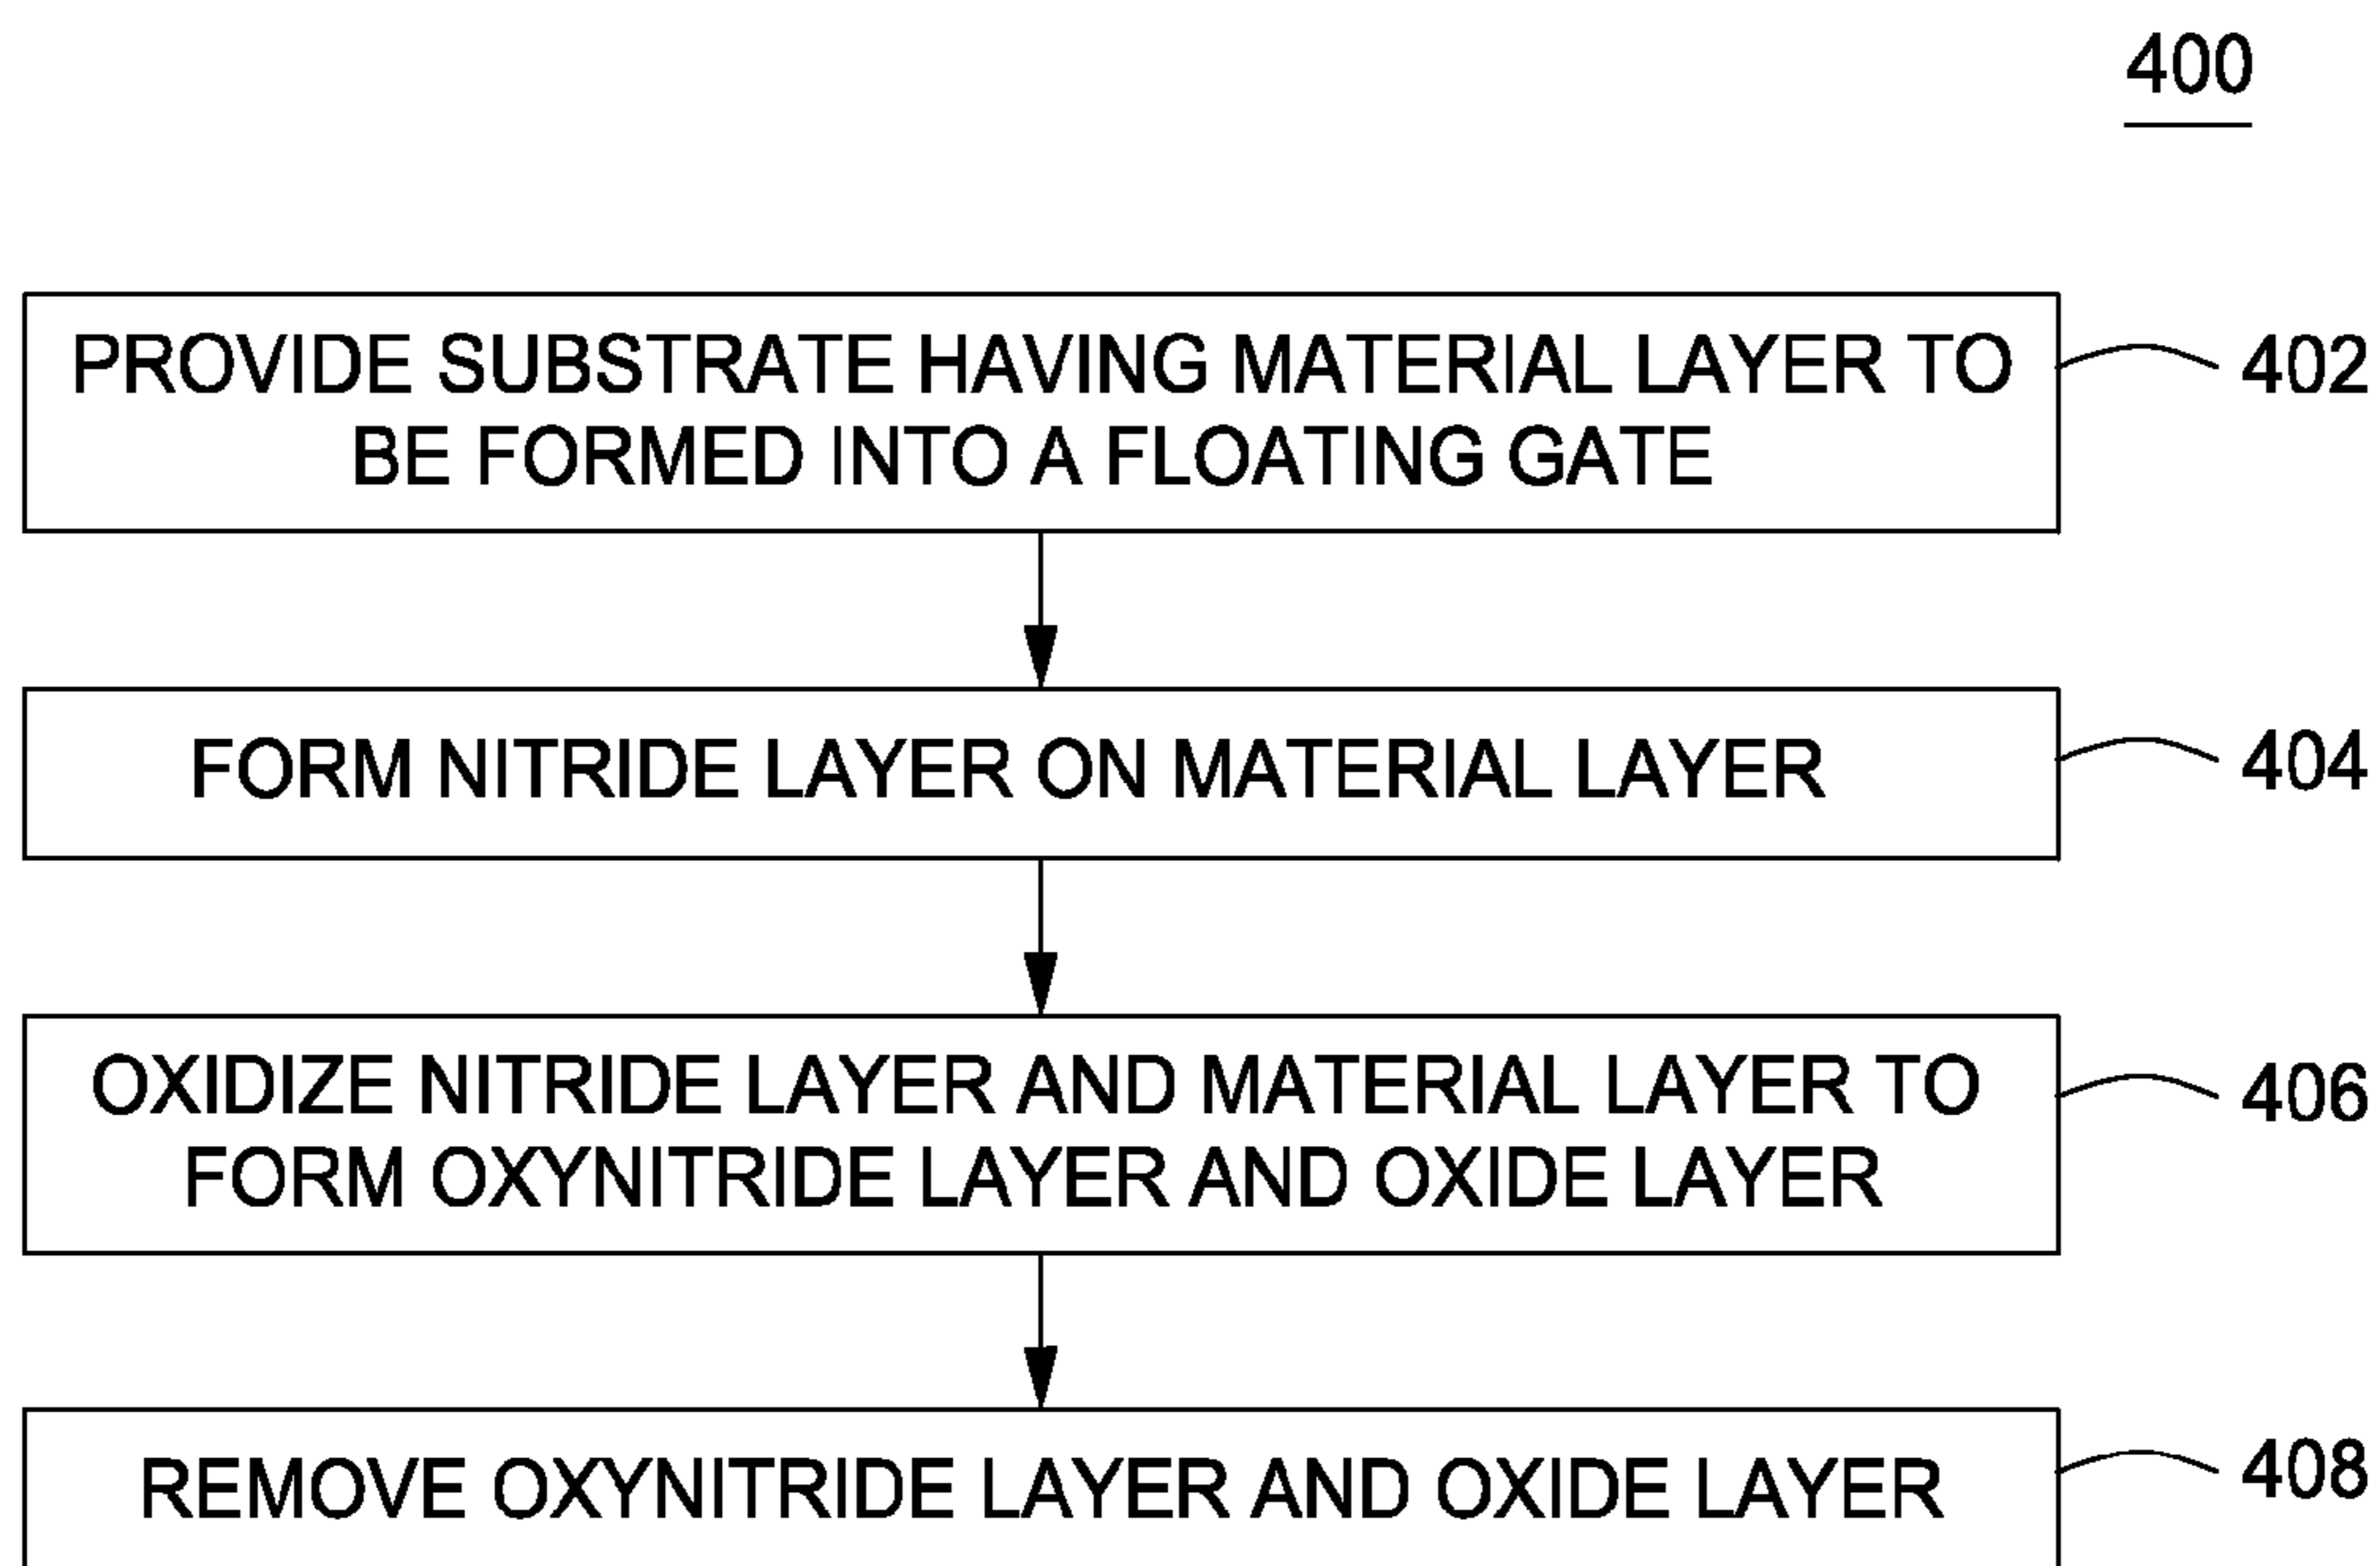 400
PROVIDE SUBSTRATE HAVING MATERIAL LAYER TO
BE FORMED INTO A FLOATING GATE
402
FORM NITRIDE LAYER ON MATERIAL LAYER
404
OXIDIZE NITRIDE LAYER AND MATERIAL LAYER TO
FORM OXYNITRIDE LAYER AND OXIDE LAYER
406
REMOVE OXYNITRIDE LAYER AND OXIDE LAYER
408